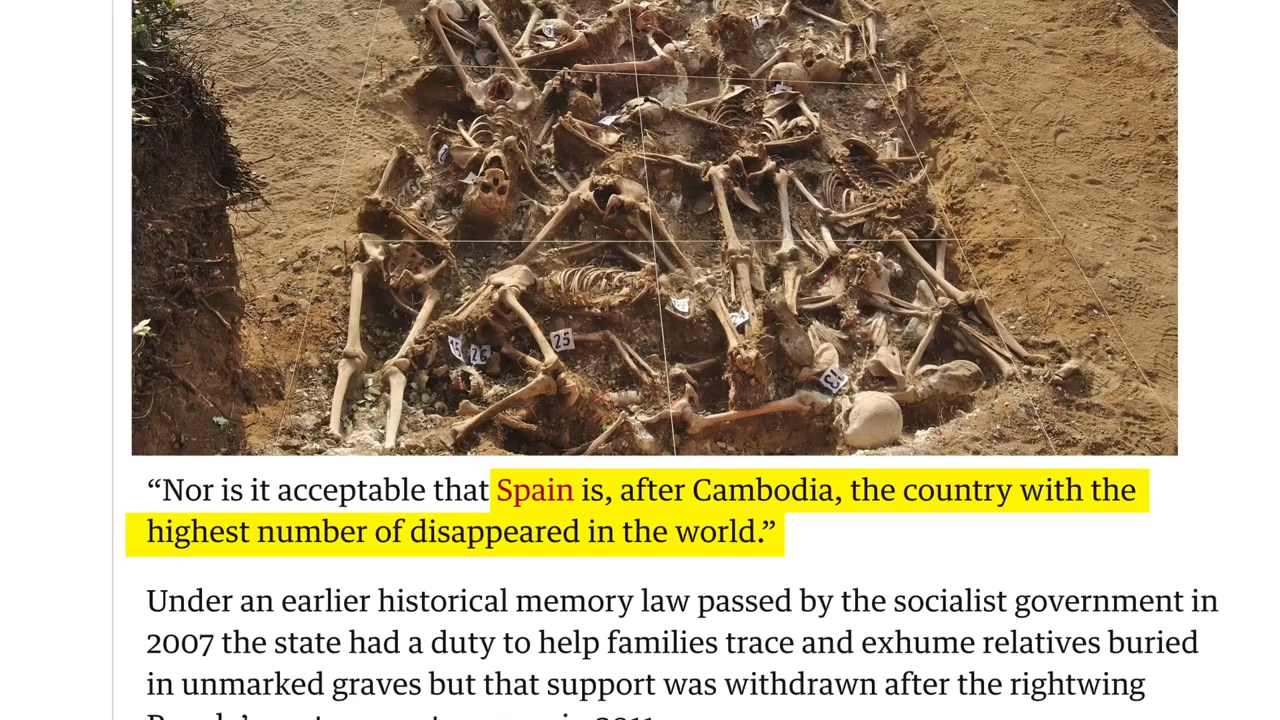 25
26
“Nor is it acceptable that Spain is, after Cambodia, the country with the
highest number of disappeared in the world.”
Under an earlier historical memory law passed by the socialist government in
2007 the state had a duty to help families trace and exhume relatives buried
in unmarked graves but that support was withdrawn after the rightwing